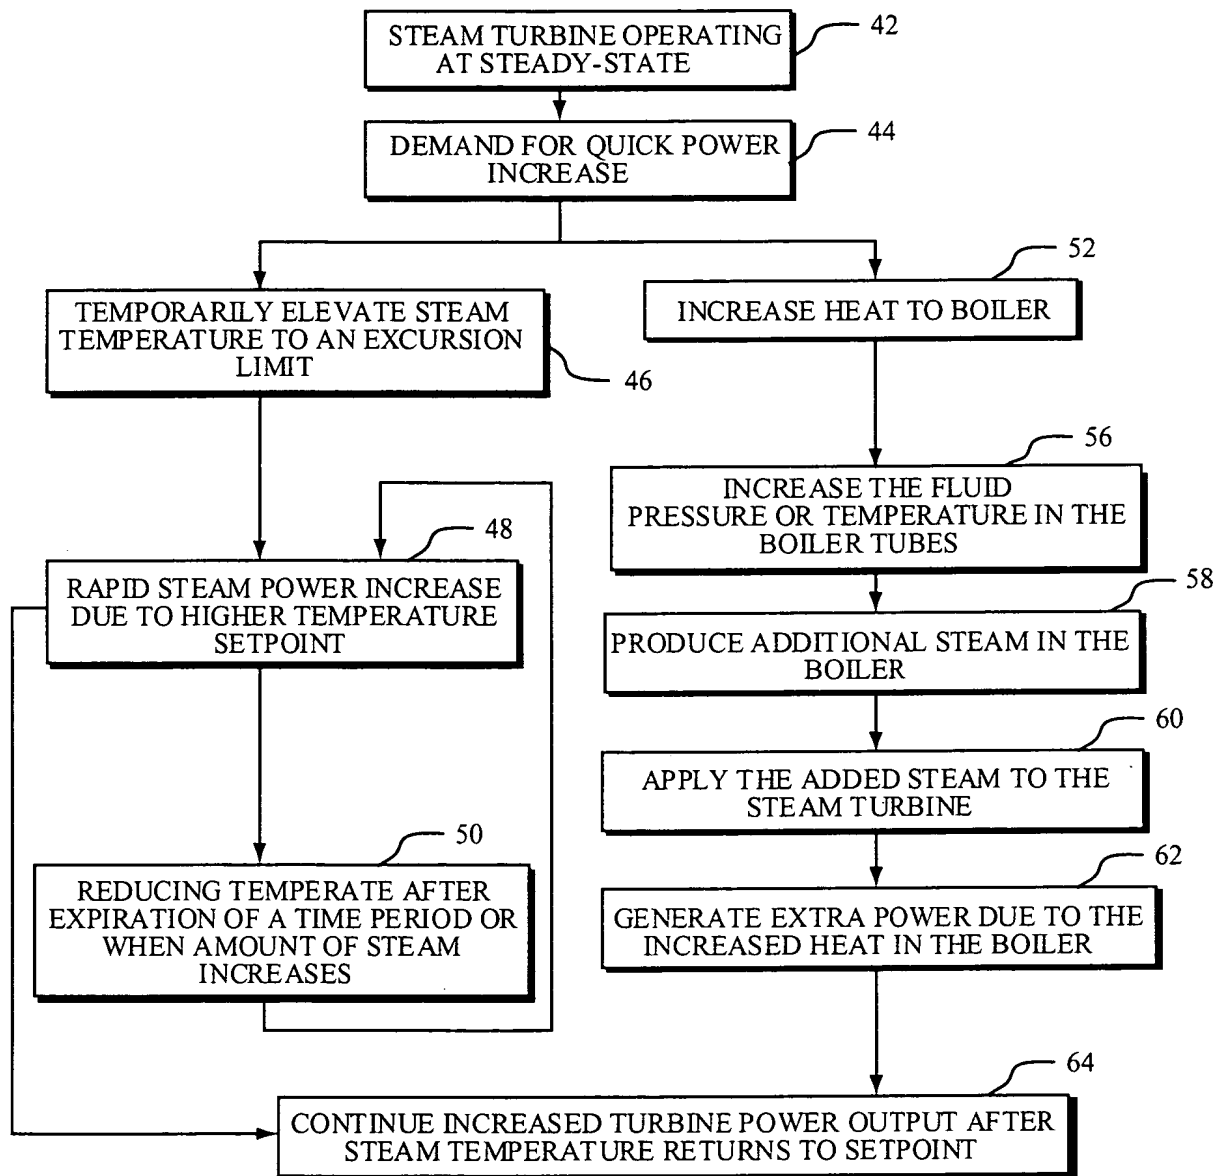 STEAM TURBINE OPERATING
AT STEADY-STATE
42
DEMAND FOR QUICK POWER
INCREASE
44
TEMPORARILY ELEVATE STEAM
TEMPERATURE TO AN EXCURSION
LIMIT
46
52
INCREASE HEAT TO BOILER
56
INCREASE THE FLUID
PRESSURE OR TEMPERATURE IN THE
BOILER TUBES
48
RAPID STEAM POWER INCREASE
DUE TO HIGHER TEMPERATURE
SETPOINT
58
PRODUCE ADDITIONAL STEAM IN THE
BOILER
60
APPLY THE ADDED STEAM TO THE
STEAM TURBINE
50
REDUCING TEMPERATE AFTER
EXPIRATION OF A TIME PERIOD OR
WHEN AMOUNT OF STEAM
INCREASES
62
GENERATE EXTRA POWER DUE TO THE
INCREASED HEAT IN THE BOILER
64
CONTINUE INCREASED TURBINE POWER OUTPUT AFTER
STEAM TEMPERATURE RETURNS TO SETPOINT